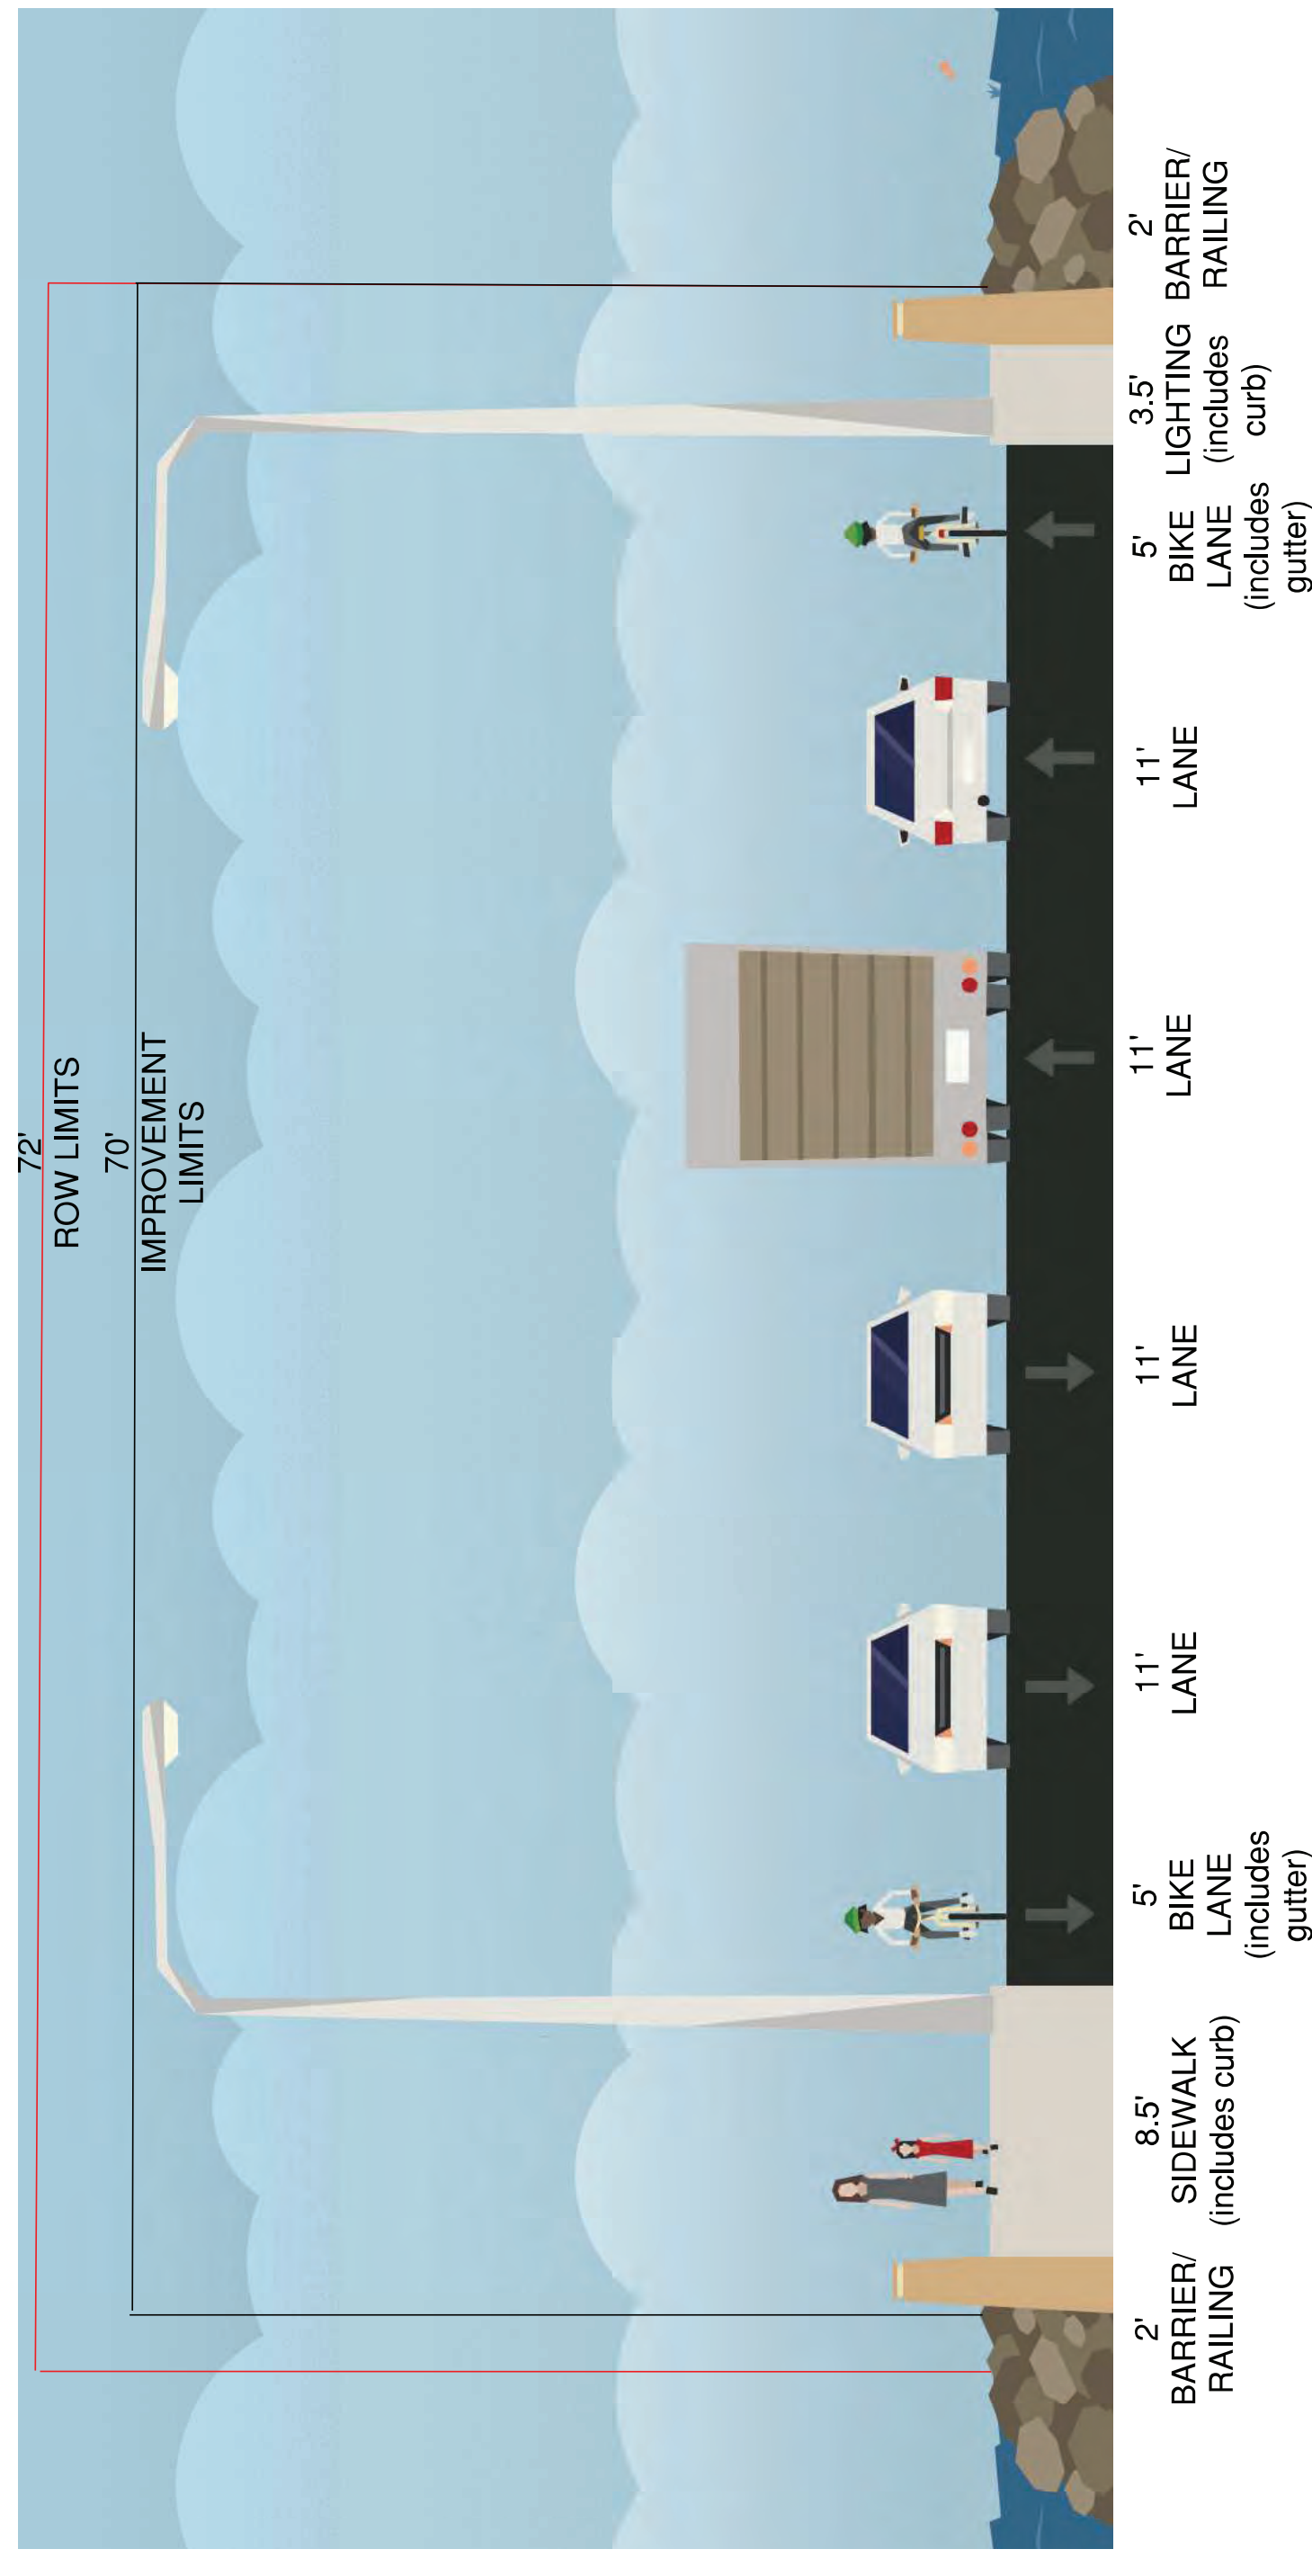 72'
ROW LIMITS
70'
IMPROVEMENT
LIMITS
2'
BARRIER/
RAILING
8.5'
SIDEWALK
(includes curb)
5'
BIKE
LANE
(includes
gutter)
11'
LANE
11'
LANE
11'
LANE
11'
LANE
5'
BIKE
LANE
(includes
gutter)
3.5'
LIGHTING
(includes
curb)
2'
BARRIER/
RAILING